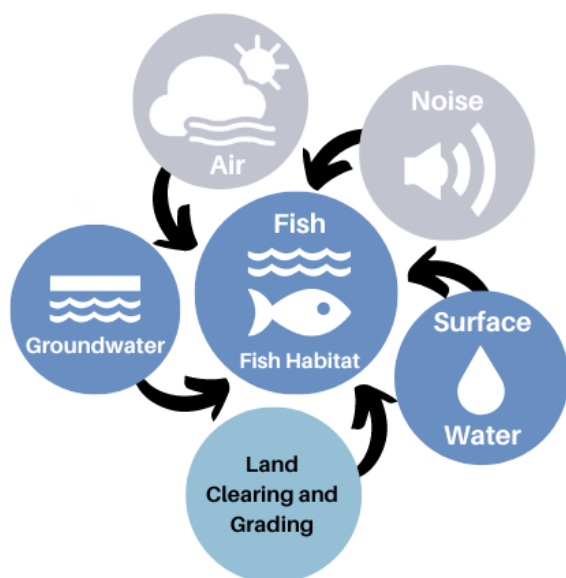 Air
Noise
Fish
Fish Habitat
Groundwater
Surface
Water
Land
Clearing and
Grading